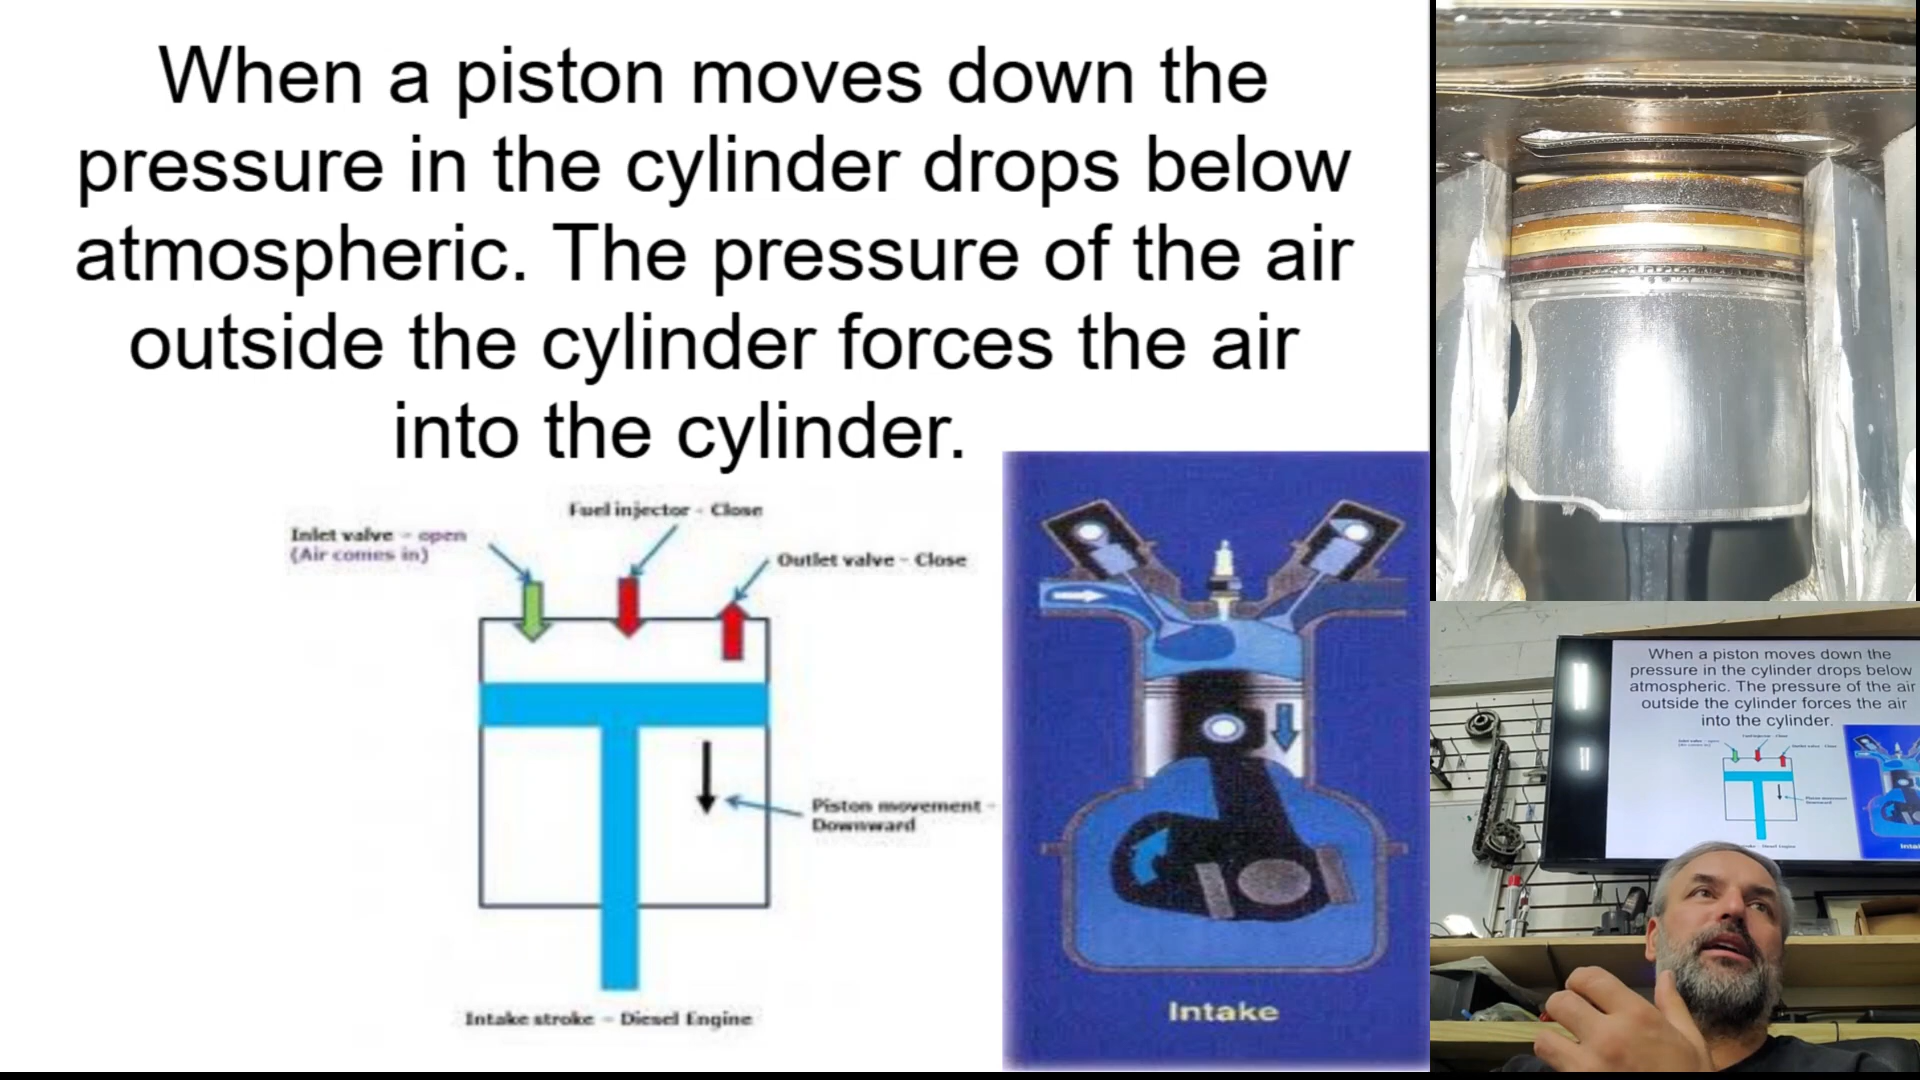 When a piston moves down the
pressure in the cylinder drops below
atmospheric. The pressure of the air
outside the cylinder forces the air
into the cylinder.
Fuel injector - Close
Inlet valve - open
(Air comes in)
Outlet valve - Close
Piston movement -
Downward
Intake stroke - Diesel Engine
Intake
When a piston moves down the
pressure in the cylinder drops below
atmospheric. The pressure of the air
outside the cylinder forces the air
into the cylinder.